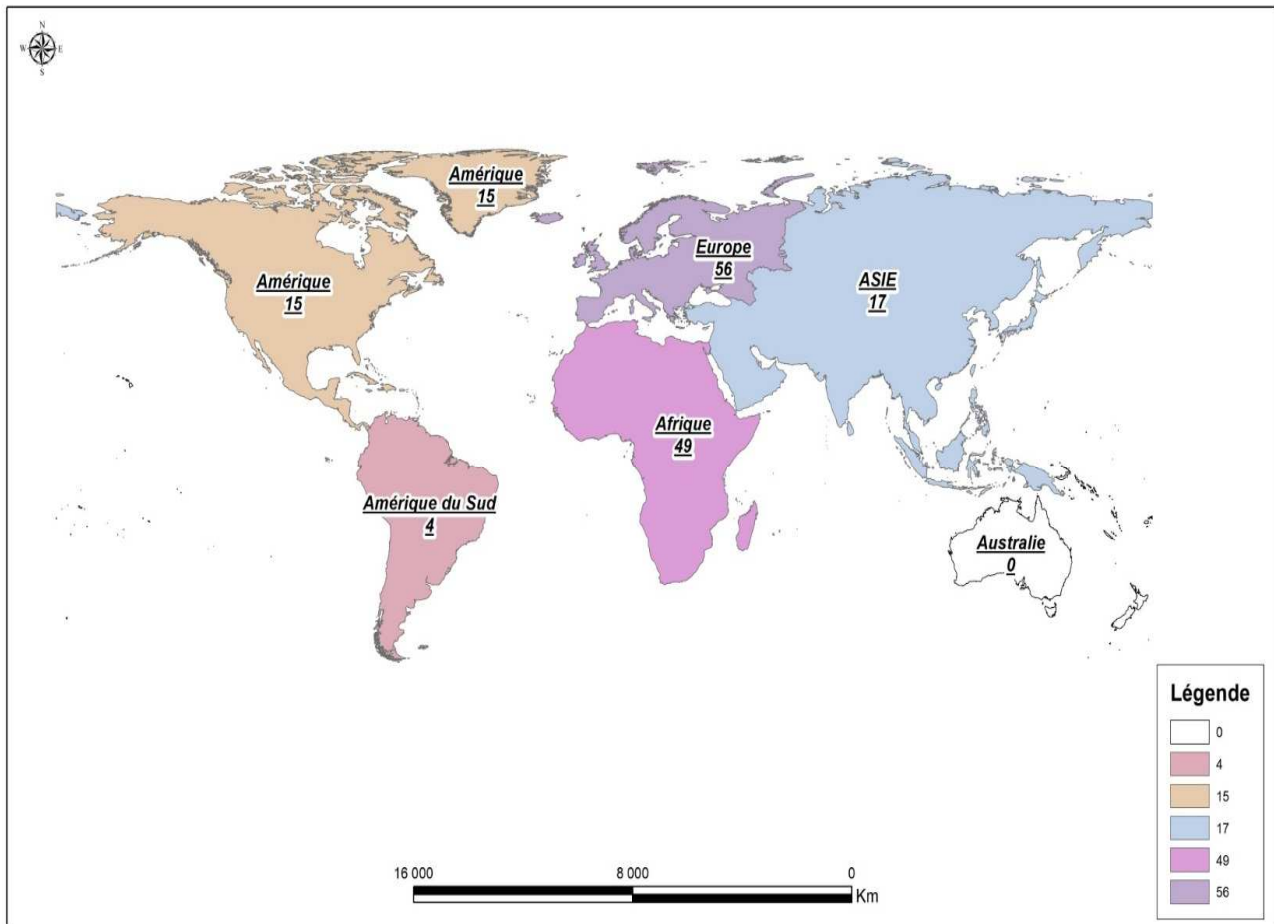 N
W E
S
Amérique
15
Amérique
15
Europe
56
ASIE
17
Afrique
49
Amérique du Sud
4
Australie
0
Légende
0
4
15
17
49
56
16 000 8 000 0
Km